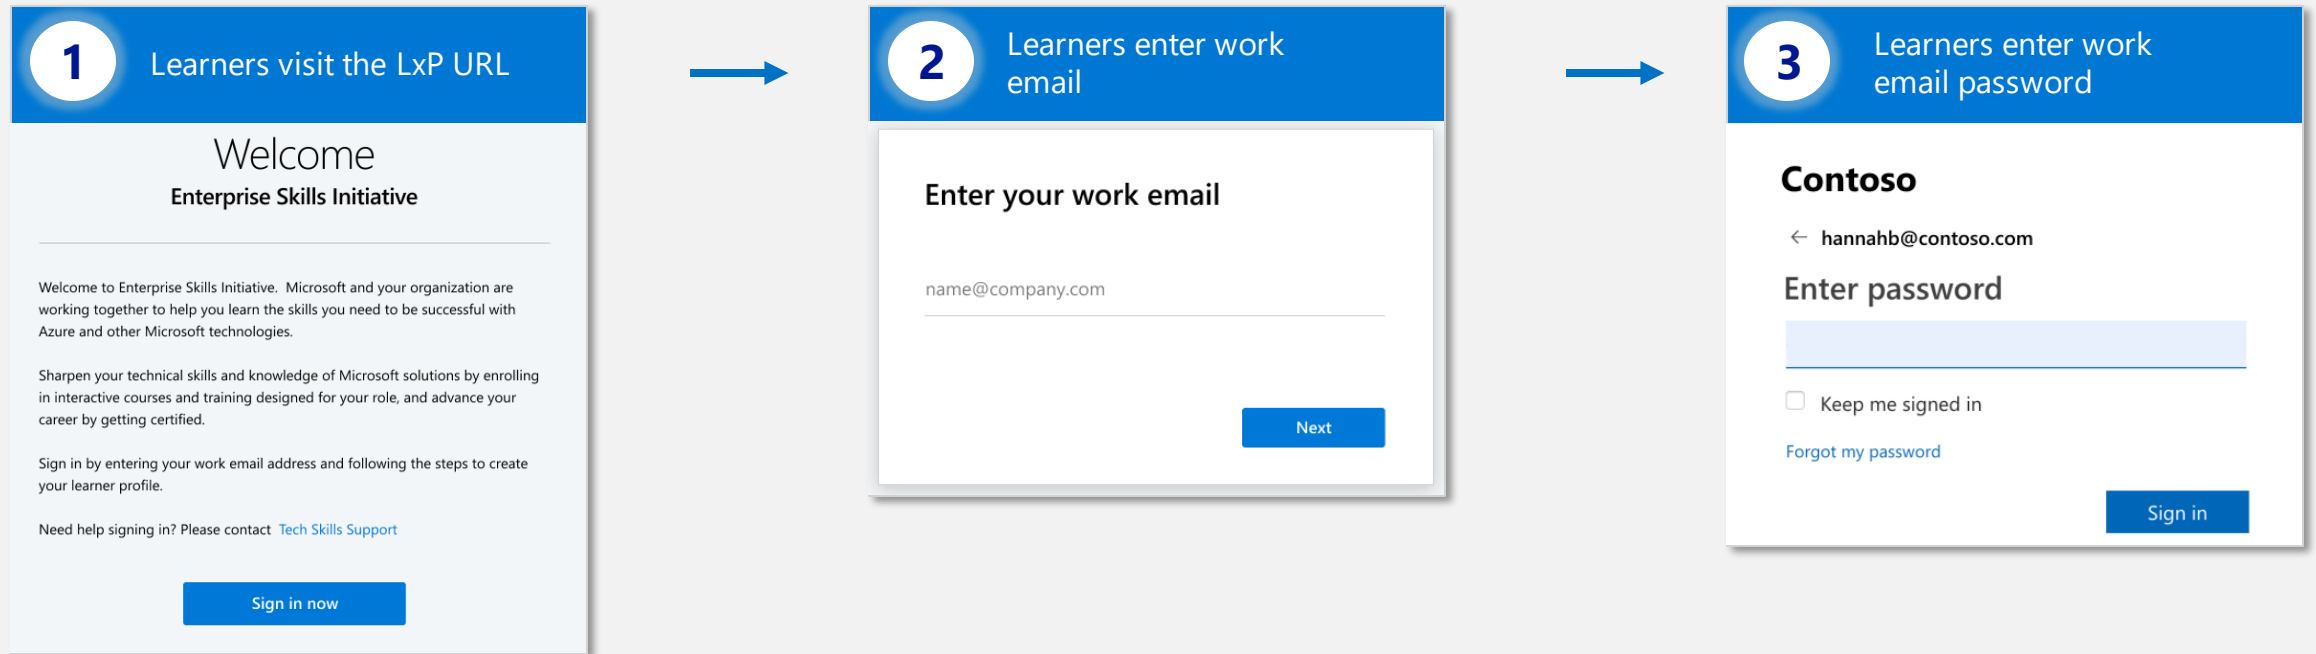 1
Learners visit the LxP URL
Welcome
Enterprise Skills Initiative
Welcome to Enterprise Skills Initiative. Microsoft and your organization are
working together to help you learn the skills you need to be successful with
Azure and other Microsoft technologies.
Sharpen your technical skills and knowledge of Microsoft solutions by enrolling
in interactive courses and training designed for your role, and advance your
career by getting certified.
Sign in by entering your work email address and following the steps to create
your learner profile.
Need help signing in? Please contact Tech Skills Support
Sign in now
2
Learners enter work
email
Enter your work email
name@company.com
Next
3
Learners enter work
email password
Contoso
hannahb@contoso.com
Enter password
Keep me signed in
Forgot my password
Sign in